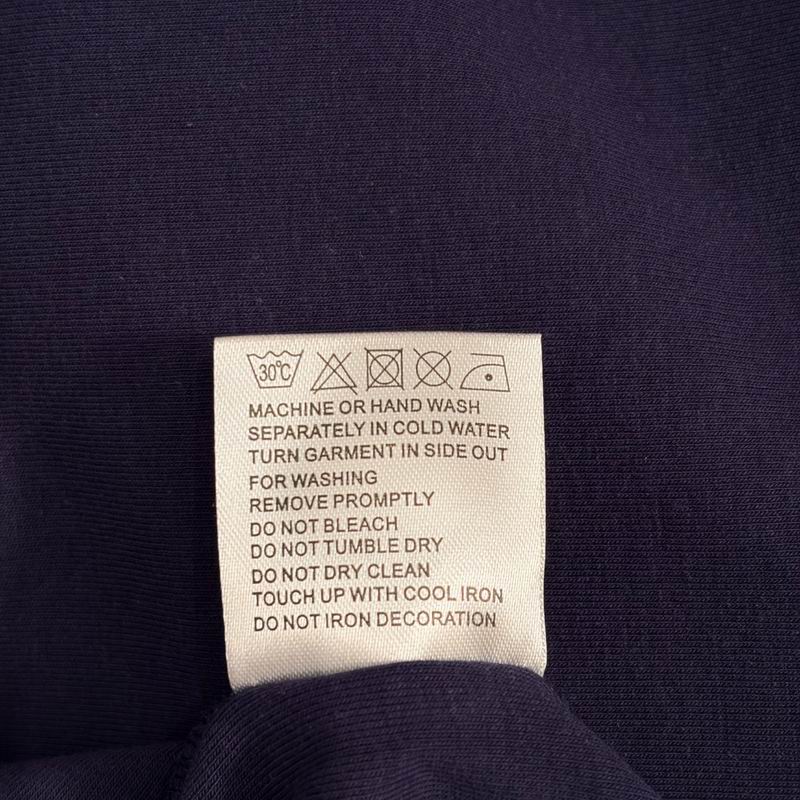 30°C
MACHINE OR HAND WASH
SEPARATELY IN COLD WATER
TURN GARMENT IN SIDE OUT
FOR WASHING
REMOVE PROMPTLY
DO NOT BLEACH
DO NOT TUMBLE DRY
DO NOT DRY CLEAN
TOUCH UP WITH COOL IRON
DO NOT IRON DECORATION